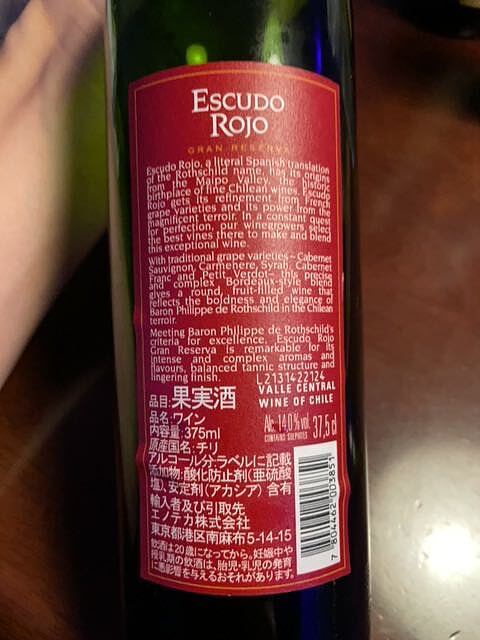 ESCUDO
ROJO
GRAN RESERVA
Escudo Rojo, a literal Spanish translation
of the Rothschild name, has its origins
from the Maipo Valley, the historic
birthplace of fine Chilean wines. Escudo
Rojo gets its refinement from French
grape varieties and its power from the
magnificent terroir. In a constant quest
for perfection, our winegrowers select
the best vines there to make and blend
this exceptional wine.
With traditional grape varieties – Cabernet
Sauvignon, Carmenere, Syrah, Cabernet
Franc and Petit Verdot– this precise
and complex Bordeaux-style blend
gives a round, fruit-filled wine that
reflects the boldness and elegance of
Baron Philippe de Rothschild in the Chilean
terroir.
Meeting Baron Philippe de Rothschild's
criteria for excellence, Escudo Rojo
Gran Reserva is remarkable for its
intense and complex aromas and
flavours, balanced tannic structure and
lingering finish.
L2131422124
VALLE CENTRAL
WINE OF CHILE
Alc. 14,0% vol. 37,5 cl
CONTAINS SULPHITES
品目:果実酒
品名:ワイン
内容量:375ml
原産国名:チリ
アルコール分:ラベルに記載
添加物:酸化防止剤(亜硫酸
塩)、安定剤(アカシア)含有
輸入者及び引取先
エノテカ株式会社
東京都港区南麻布5-14-15
飲酒は20歳になってから。妊娠中や
授乳期の飲酒は、胎児・乳児の発育
に悪影響を与えるおそれがあります。
7 804462 003851